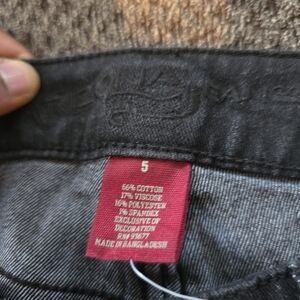 5
66% COTTON
17% VISCOSE
16% POLYESTER
1% SPANDEX
EXCLUSIVE OF
DECORATION
RN# 93677
MADE IN BANGLADESH